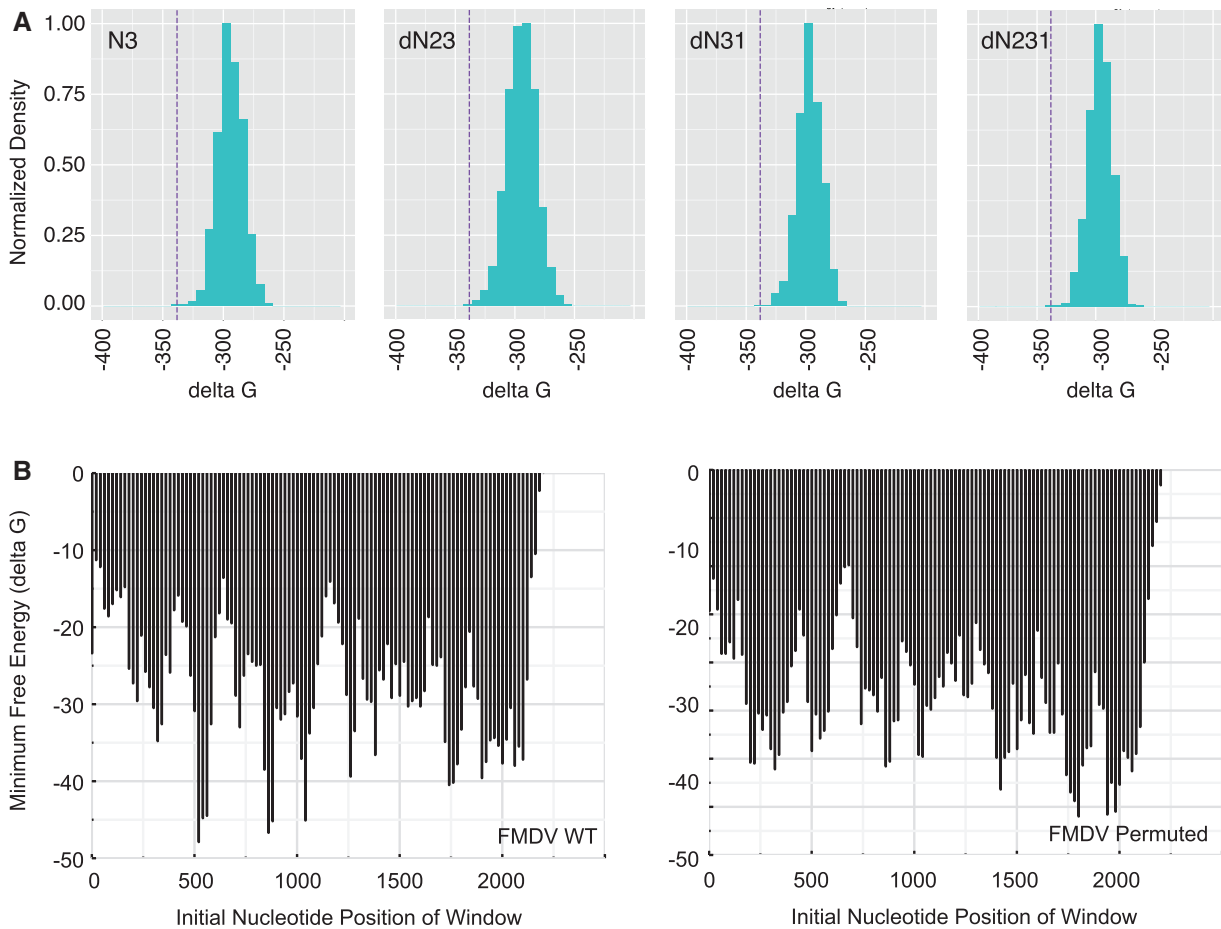 A
N3
dN23
dN31
dN231
Normalized Density
1.00
0.75
0.50
0.25
0.00
-400
-350
-300
-250
-400
-350
-300
-250
-400
-350
-300
-250
-400
-350
-300
-250
delta G
delta G
delta G
delta G
B
Minimum Free Energy (delta G)
0
-10
-20
-30
-40
-50
FMDV WT
0
500
1000
1500
2000
Initial Nucleotide Position of Window
0
-10
-20
-30
-40
-50
FMDV Permuted
0
500
1000
1500
2000
Initial Nucleotide Position of Window